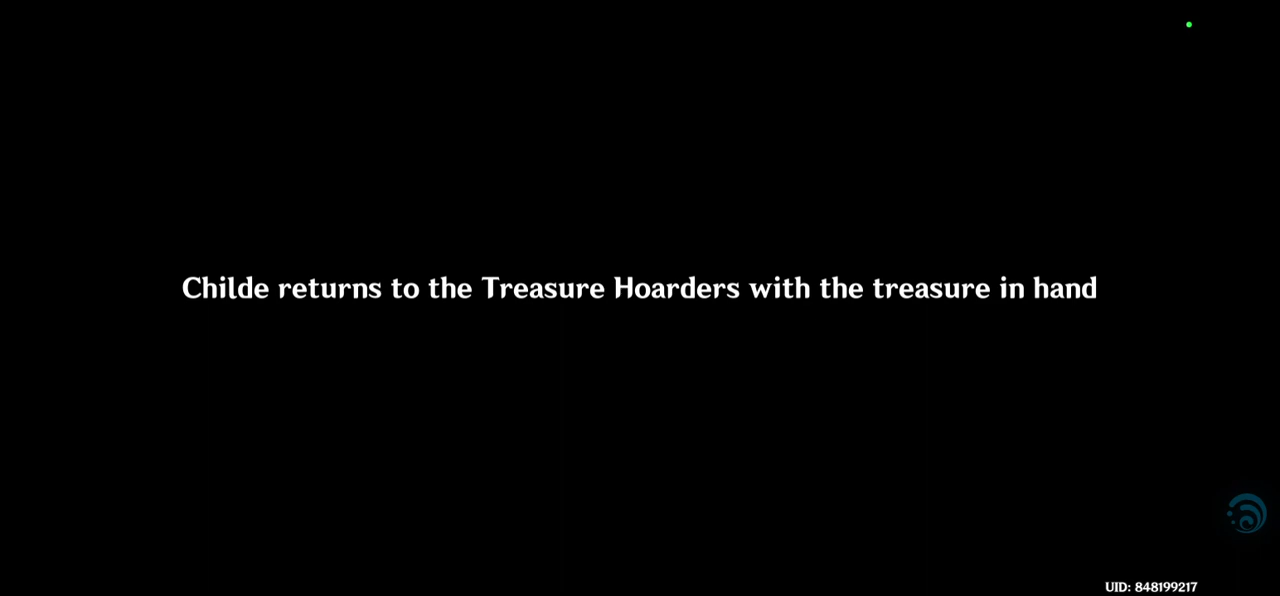 Childe returns to the Treasure Hoarders with the treasure in hand
UID: 848199217